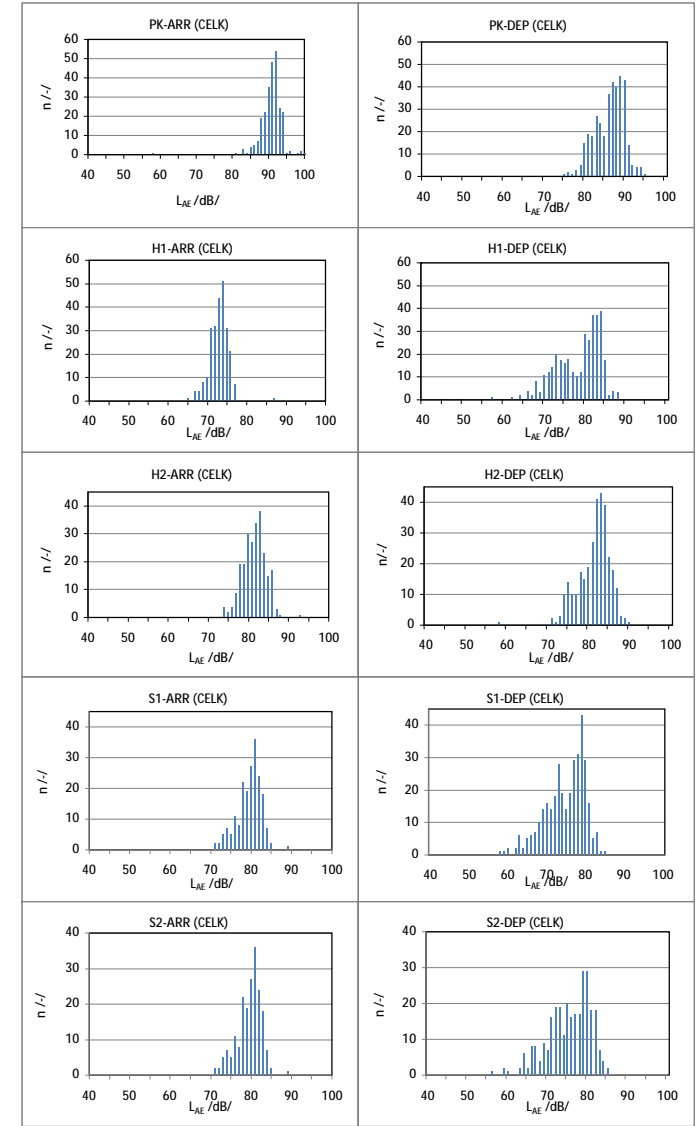 PK-ARR (CELK)
60
50
40
30
20
10
0
n /-/
40 50 60 70 80 90 100
LAE /dB/
PK-DEP (CELK)
60
50
40
30
20
10
0
n /-/
40 50 60 70 80 90 100
LAE /dB/
H1-ARR (CELK)
60
50
40
30
20
10
0
n /-/
40 50 60 70 80 90 100
LAE /dB/
H1-DEP (CELK)
60
50
40
30
20
10
0
n /-/
40 50 60 70 80 90 100
LAE /dB/
H2-ARR (CELK)
40
30
20
10
0
n /-/
40 50 60 70 80 90 100
LAE /dB/
H2-DEP (CELK)
40
30
20
10
0
n/-/
40 50 60 70 80 90 100
LAE /dB/
S1-ARR (CELK)
40
30
20
10
0
n /-/
40 50 60 70 80 90 100
LAE /dB/
S1-DEP (CELK)
40
30
20
10
0
n /-/
40 50 60 70 80 90 100
LAE /dB/
S2-ARR (CELK)
40
30
20
10
0
n /-/
40 50 60 70 80 90 100
LAE /dB/
S2-DEP (CELK)
40
30
20
10
0
n /-/
40 50 60 70 80 90 100
LAE /dB/